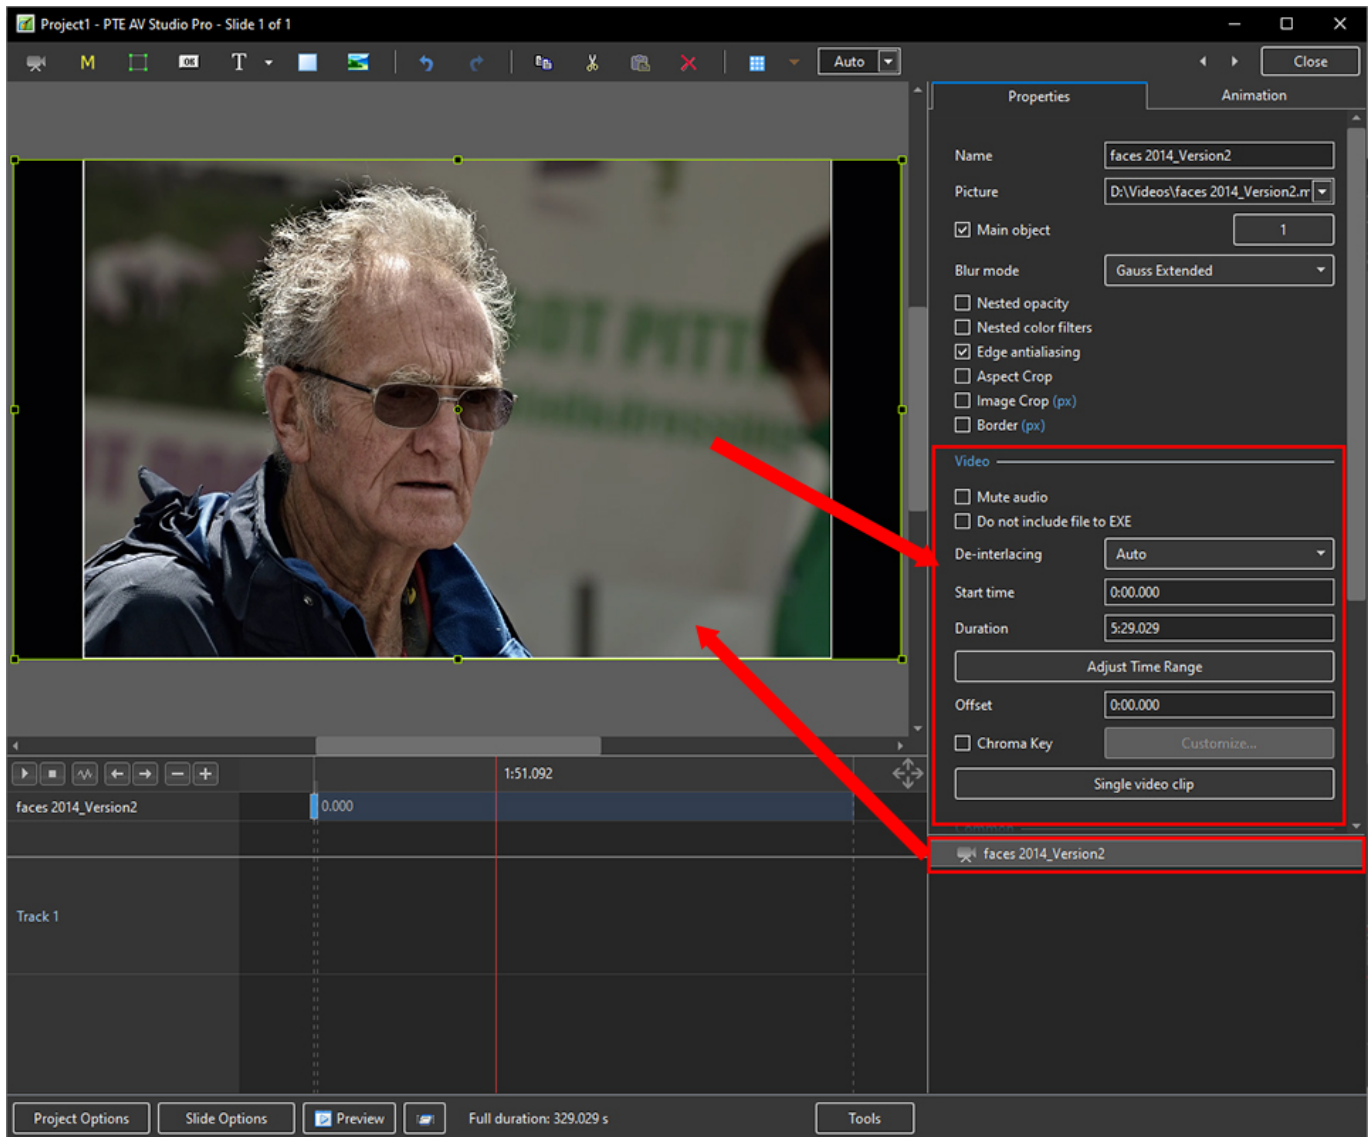 Project1 - PTE AV Studio Pro - Slide 1 of 1
M
OK
T
Auto
Close
Properties
Animation
Name
faces 2014_Version2
Picture
D:\Videos\faces 2014_Version2.m
Main object
1
Blur mode
Gauss Extended
Nested opacity
Nested color filters
Edge antialiasing
Aspect Crop
Image Crop (px)
Border (px)
Video
Mute audio
Do not include file to EXE
De-interlacing
Auto
Start time
0:00.000
Duration
5:29.029
Adjust Time Range
Offset
0:00.000
Chroma Key
Customize...
Single video clip
Common
faces 2014_Version2
1:51.092
faces 2014_Version2
0.000
Track 1
Project Options
Slide Options
Preview
Full duration: 329.029 s
Tools